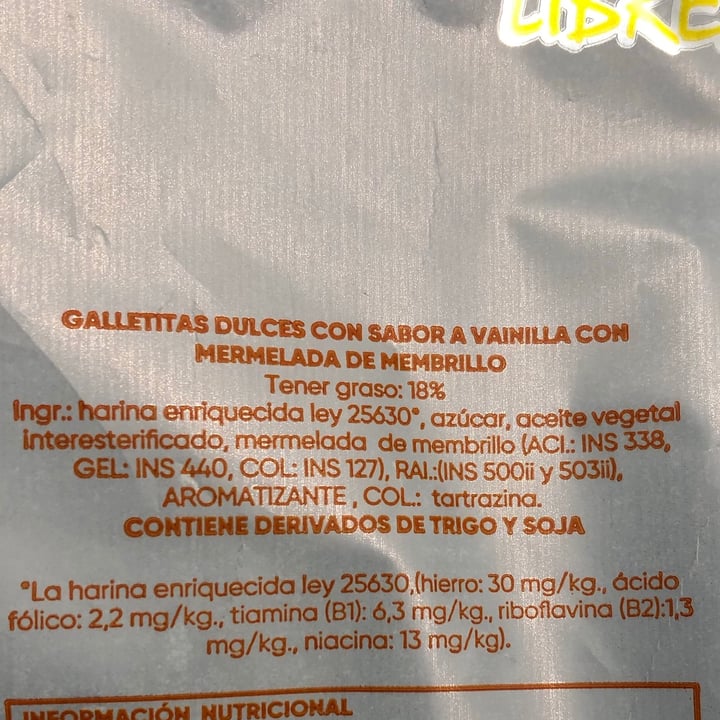 LIBRE
GALLETITAS DULCES CON SABOR A VAINILLA CON
MERMELADA DE MEMBRILLO
Tener graso: 18%
Ingr.: harina enriquecida ley 25630*, azúcar, aceite vegetal
interesterificado, mermelada de membrillo (ACI.: INS 338,
GEL: INS 440, COL: INS 127), RAI.:(INS 500ii y 503ii),
AROMATIZANTE , COL: tartrazina.
CONTIENE DERIVADOS DE TRIGO Y SOJA
*La harina enriquecida ley 25630,(hierro: 30 mg/kg., ácido
fólico: 2,2 mg/kg., tiamina (B1): 6,3 mg/kg., riboflavina (B2):1,3
mg/kg., niacina: 13 mg/kg).
INFORMACIÓN NUTRICIONAL